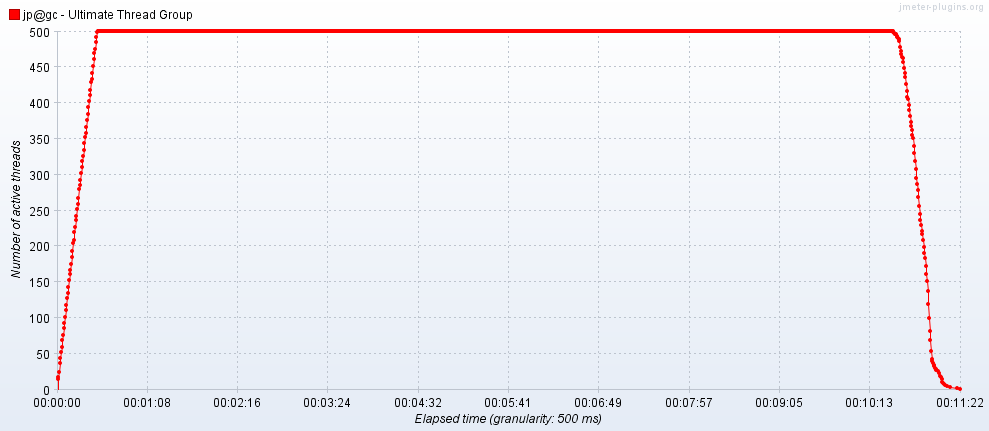 jmeter-plugins.org
jp@gc - Ultimate Thread Group
500
450
400
350
300
250
200
150
100
50
0
Number of active threads
00:00:00 00:01:08 00:02:16 00:03:24 00:04:32 00:05:41 00:06:49 00:07:57 00:09:05 00:10:13 00:11:22
Elapsed time (granularity: 500 ms)